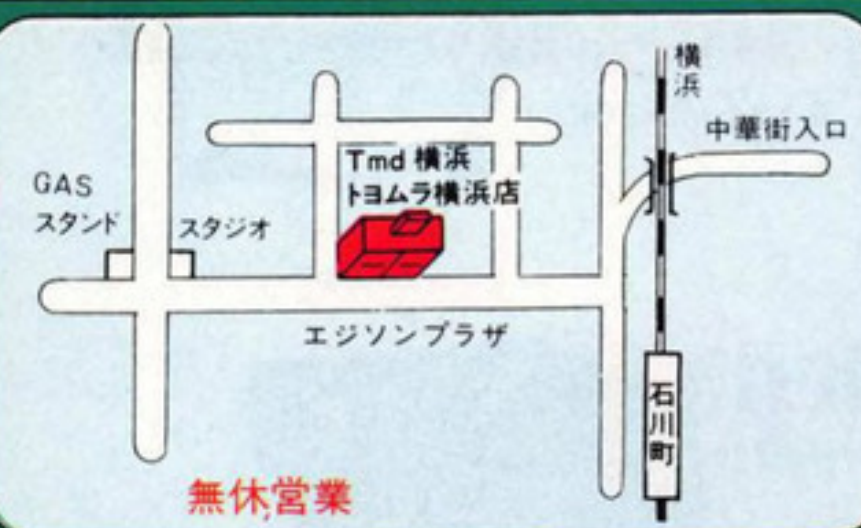 横浜
中華街入口
Tmd 横浜
トヨムラ横浜店
GAS
スタンド
スタジオ
エジソンプラザ
石川町
無休営業